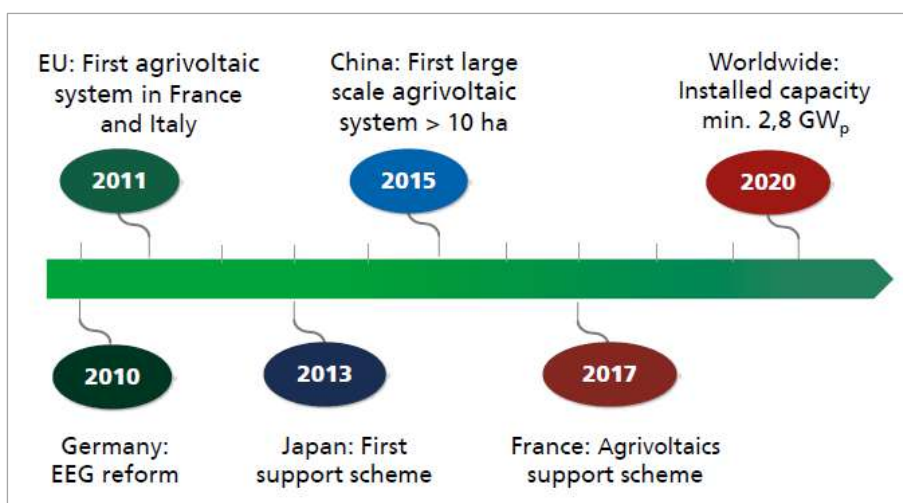 EU: First agrivoltaic
system in France
and Italy
China: First large
scale agrivoltaic
system > 10 ha
Worldwide:
Installed capacity
min. 2,8 GWp
2011
2015
2020
2010
2013
2017
Germany:
EEG reform
Japan: First
support scheme
France: Agrivoltaics
support scheme